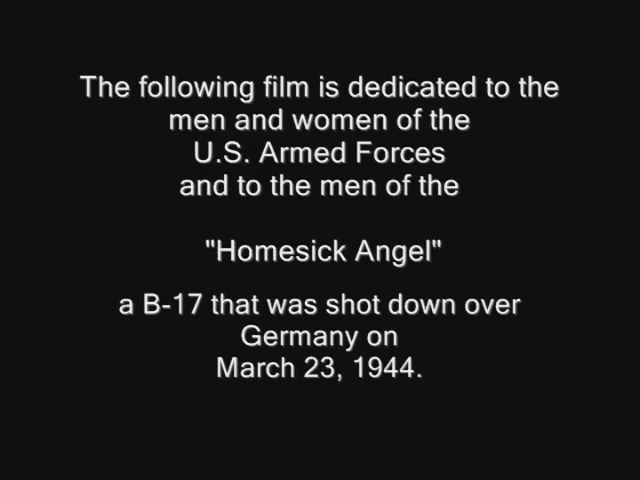 The following film is dedicated to the
men and women of the
U.S. Armed Forces
and to the men of the
"Homesick Angel"
a B-17 that was shot down over
Germany on
March 23, 1944.